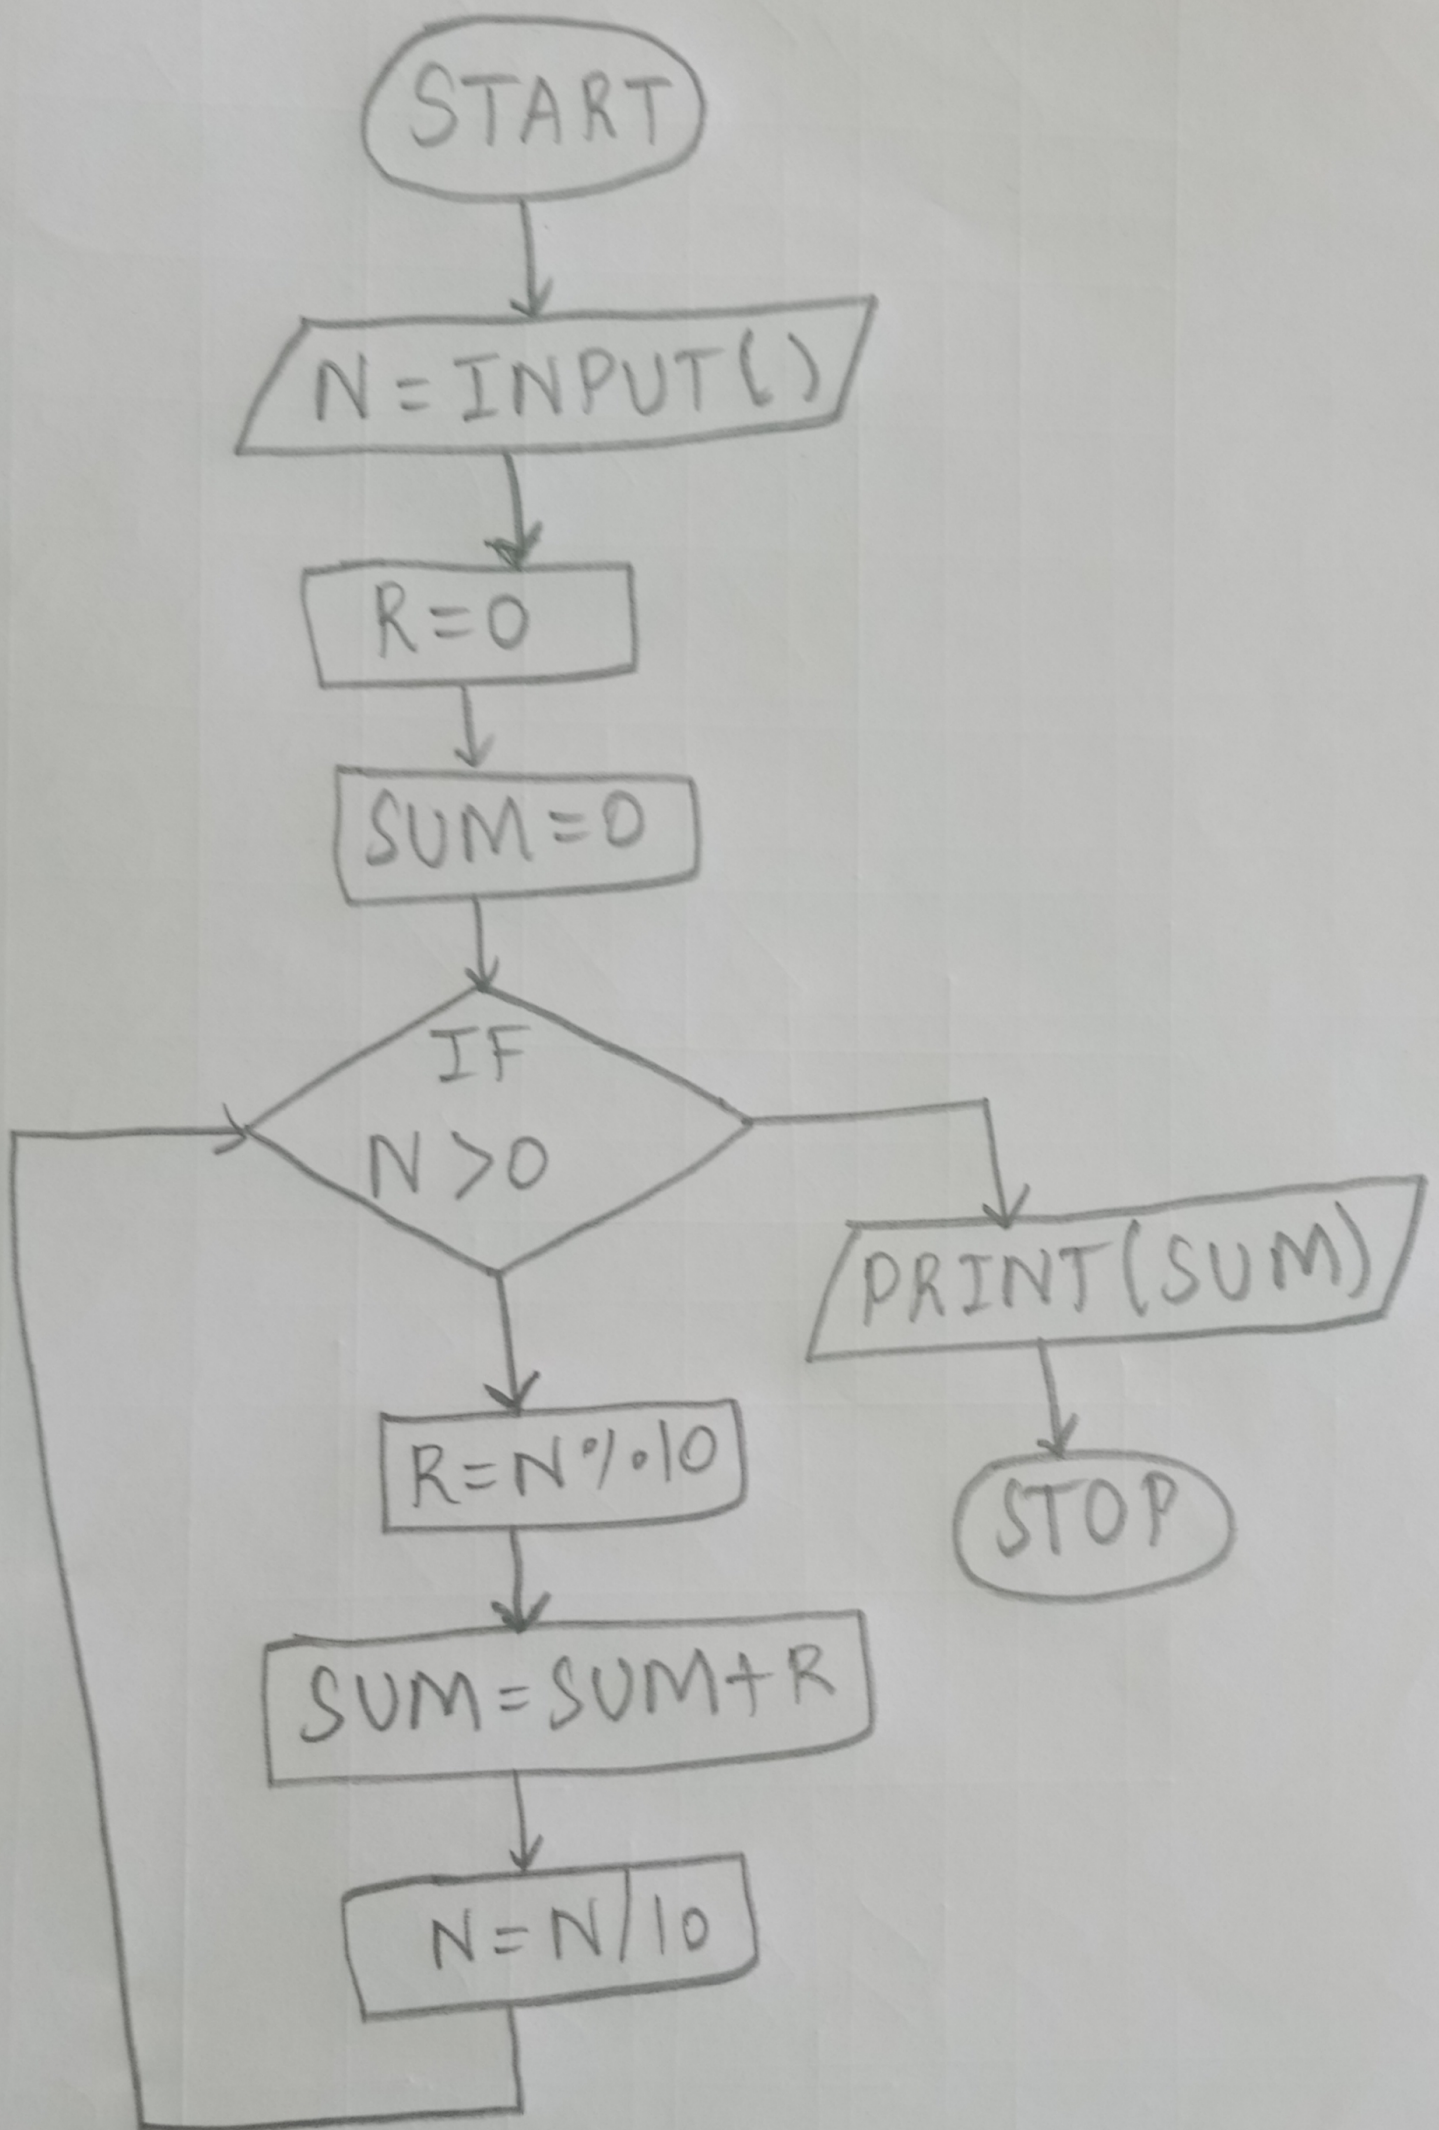 START
N=INPUT()
R=0
SUM=0
IF
N>0
PRINT(SUM)
R=N%10
STOP
SUM=SUM+R
N=N/10